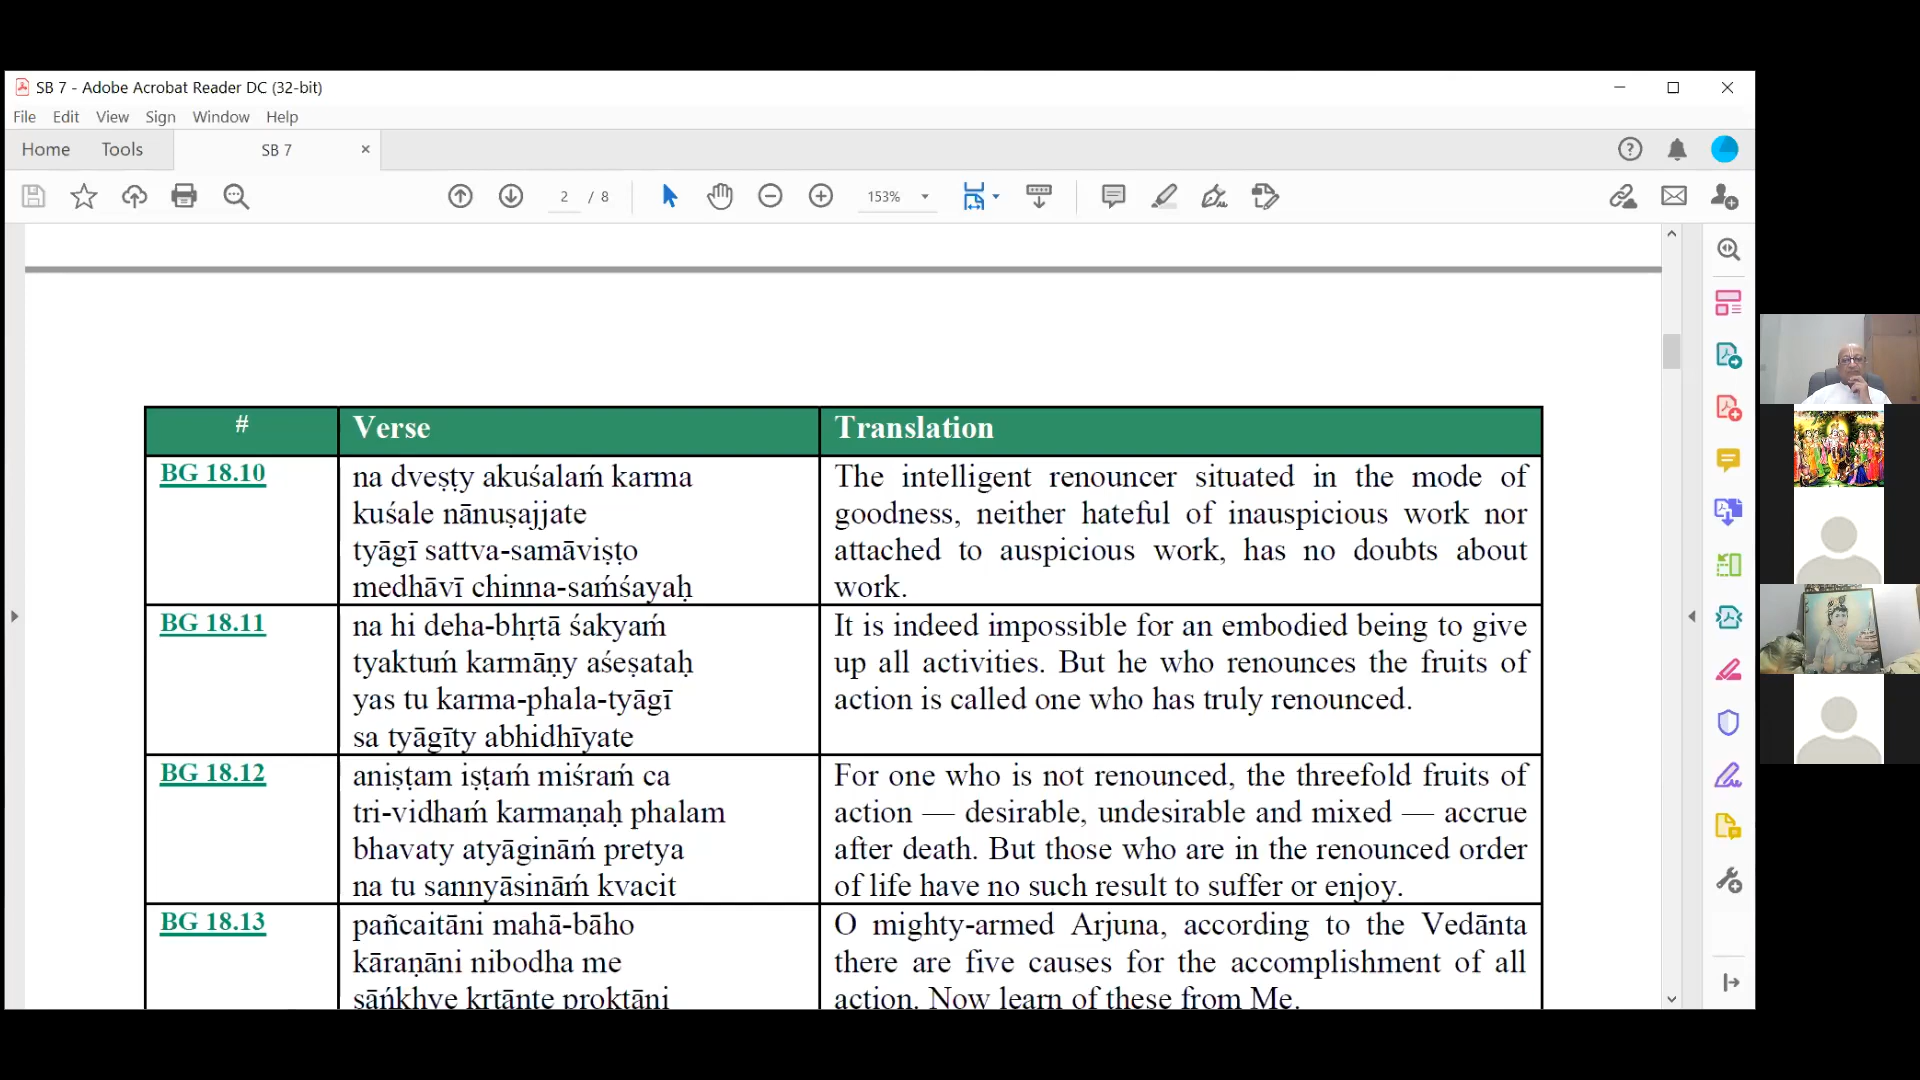 SB 7 - Adobe Acrobat Reader DC (32-bit)
File Edit View Sign Window Help
Home Tools SB 7
2 / 8 153%
# Verse Translation
BG 18.10
na dveṣṭy akuśalaṁ karma
kuśale nānuṣajjate
tyāgī sattva-samāviṣṭo
medhāvī chinna-saṁśayaḥ
The intelligent renouncer situated in the mode of
goodness, neither hateful of inauspicious work nor
attached to auspicious work, has no doubts about
work.
BG 18.11
na hi deha-bhṛtā śakyaṁ
tyaktuṁ karmāṇy aśeṣataḥ
yas tu karma-phala-tyāgī
sa tyāgīty abhidhīyate
It is indeed impossible for an embodied being to give
up all activities. But he who renounces the fruits of
action is called one who has truly renounced.
BG 18.12
aniṣṭam iṣṭaṁ miśraṁ ca
tri-vidhaṁ karmaṇaḥ phalam
bhavaty atyāgināṁ pretya
na tu sannyāsināṁ kvacit
For one who is not renounced, the threefold fruits of
action — desirable, undesirable and mixed — accrue
after death. But those who are in the renounced order
of life have no such result to suffer or enjoy.
BG 18.13
pañcaitāni mahā-bāho
kāraṇāni nibodha me
sāṅkhye kṛtānte proktāni
O mighty-armed Arjuna, according to the Vedānta
there are five causes for the accomplishment of all
action. Now learn of these from Me.